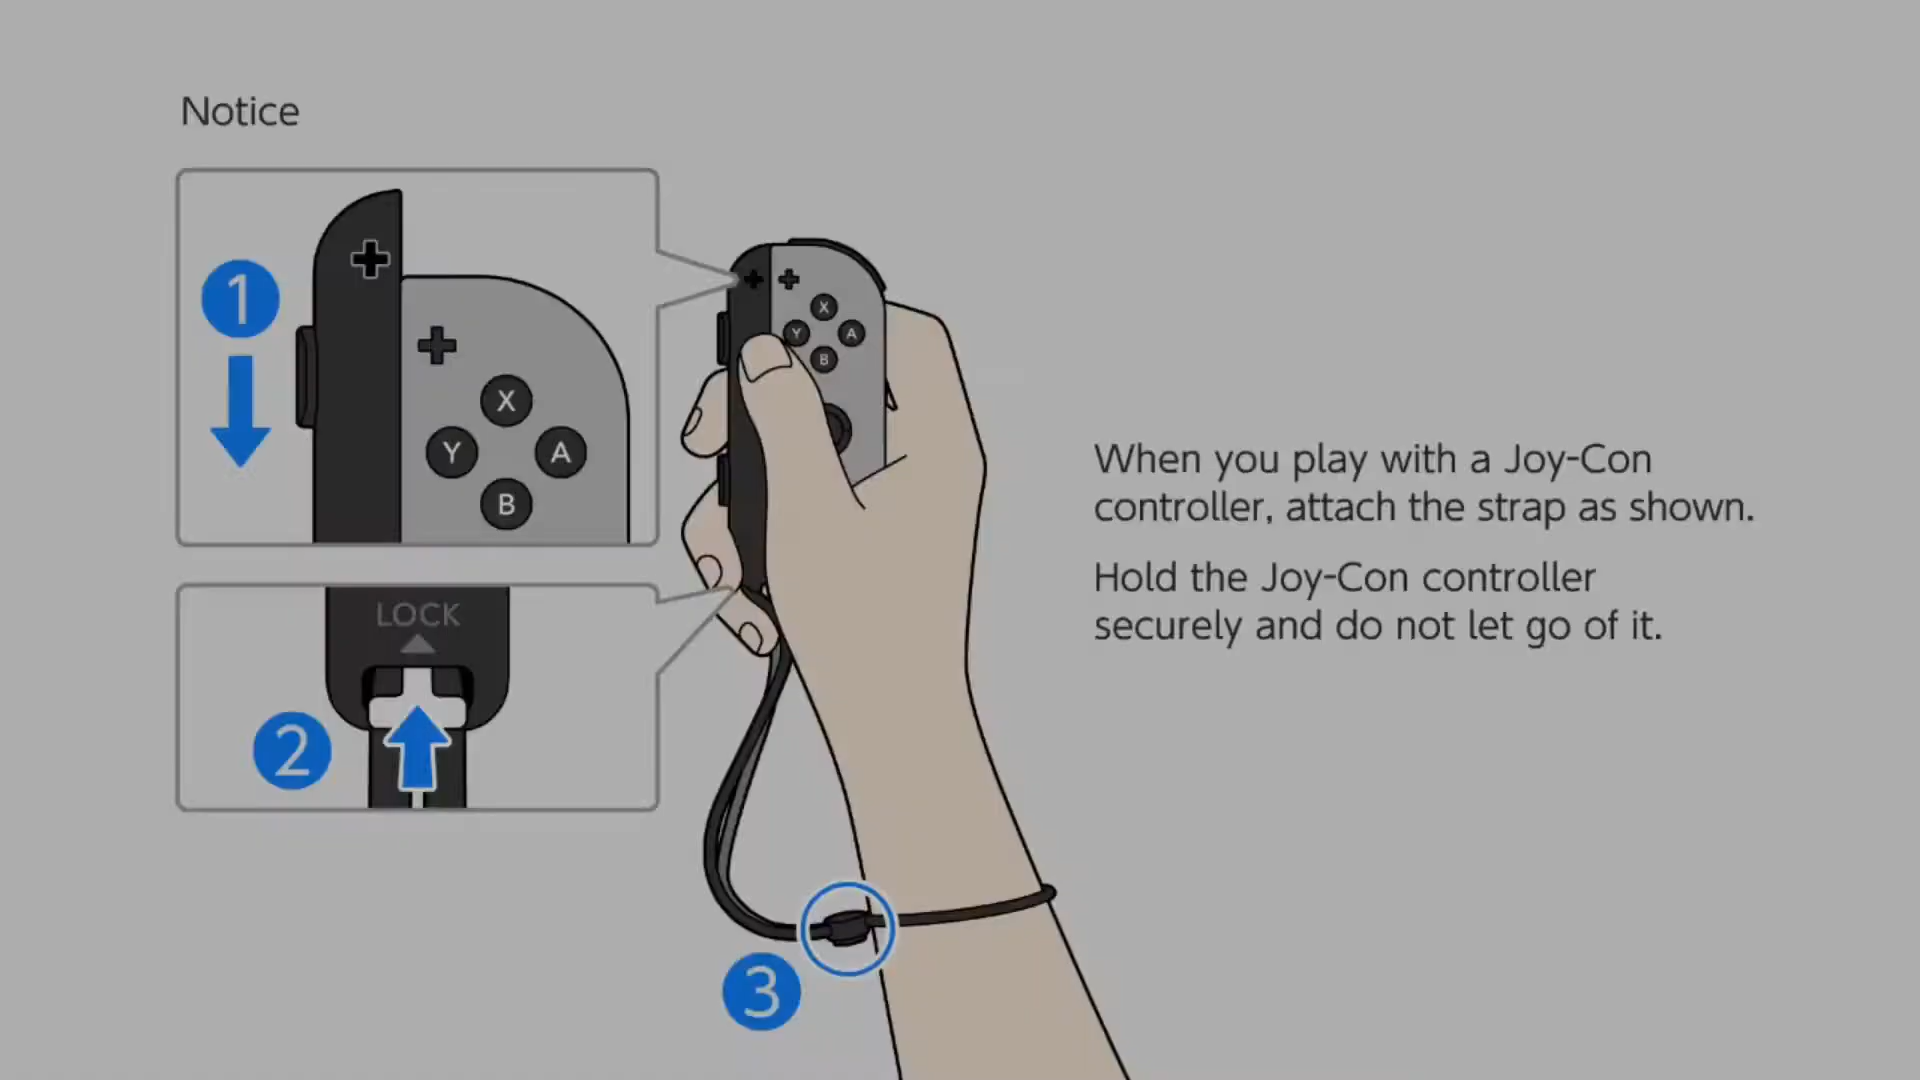 Notice
1
X
Y
A
B
X
Y
A
B
LOCK
2
When you play with a Joy-Con
controller, attach the strap as shown.
Hold the Joy-Con controller
securely and do not let go of it.
3